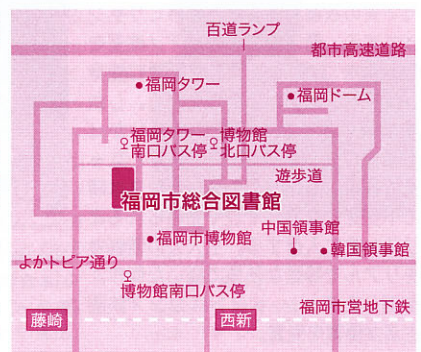 百道ランプ
都市高速道路
福岡タワー
福岡ドーム
福岡タワー
南口バス停
博物館
北口バス停
遊歩道
福岡市総合図書館
中国領事館
福岡市博物館
韓国領事館
よかトピア通り
博物館南口バス停
福岡市営地下鉄
藤崎
西新